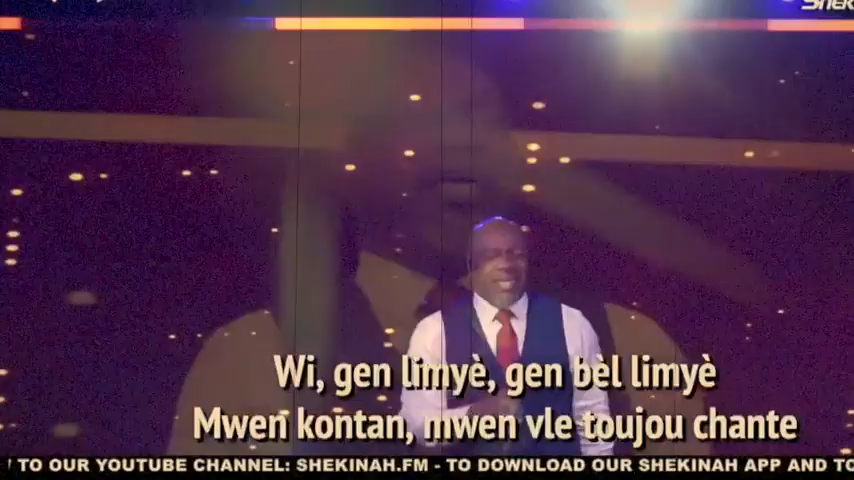 Wi, gen limyè, gen bèl limyè
Mwen kontan, mwen vle toujou chante
TO OUR YOUTUBE CHANNEL: SHEKINAH.FM - TO DOWNLOAD OUR SHEKINAH APP AND TO